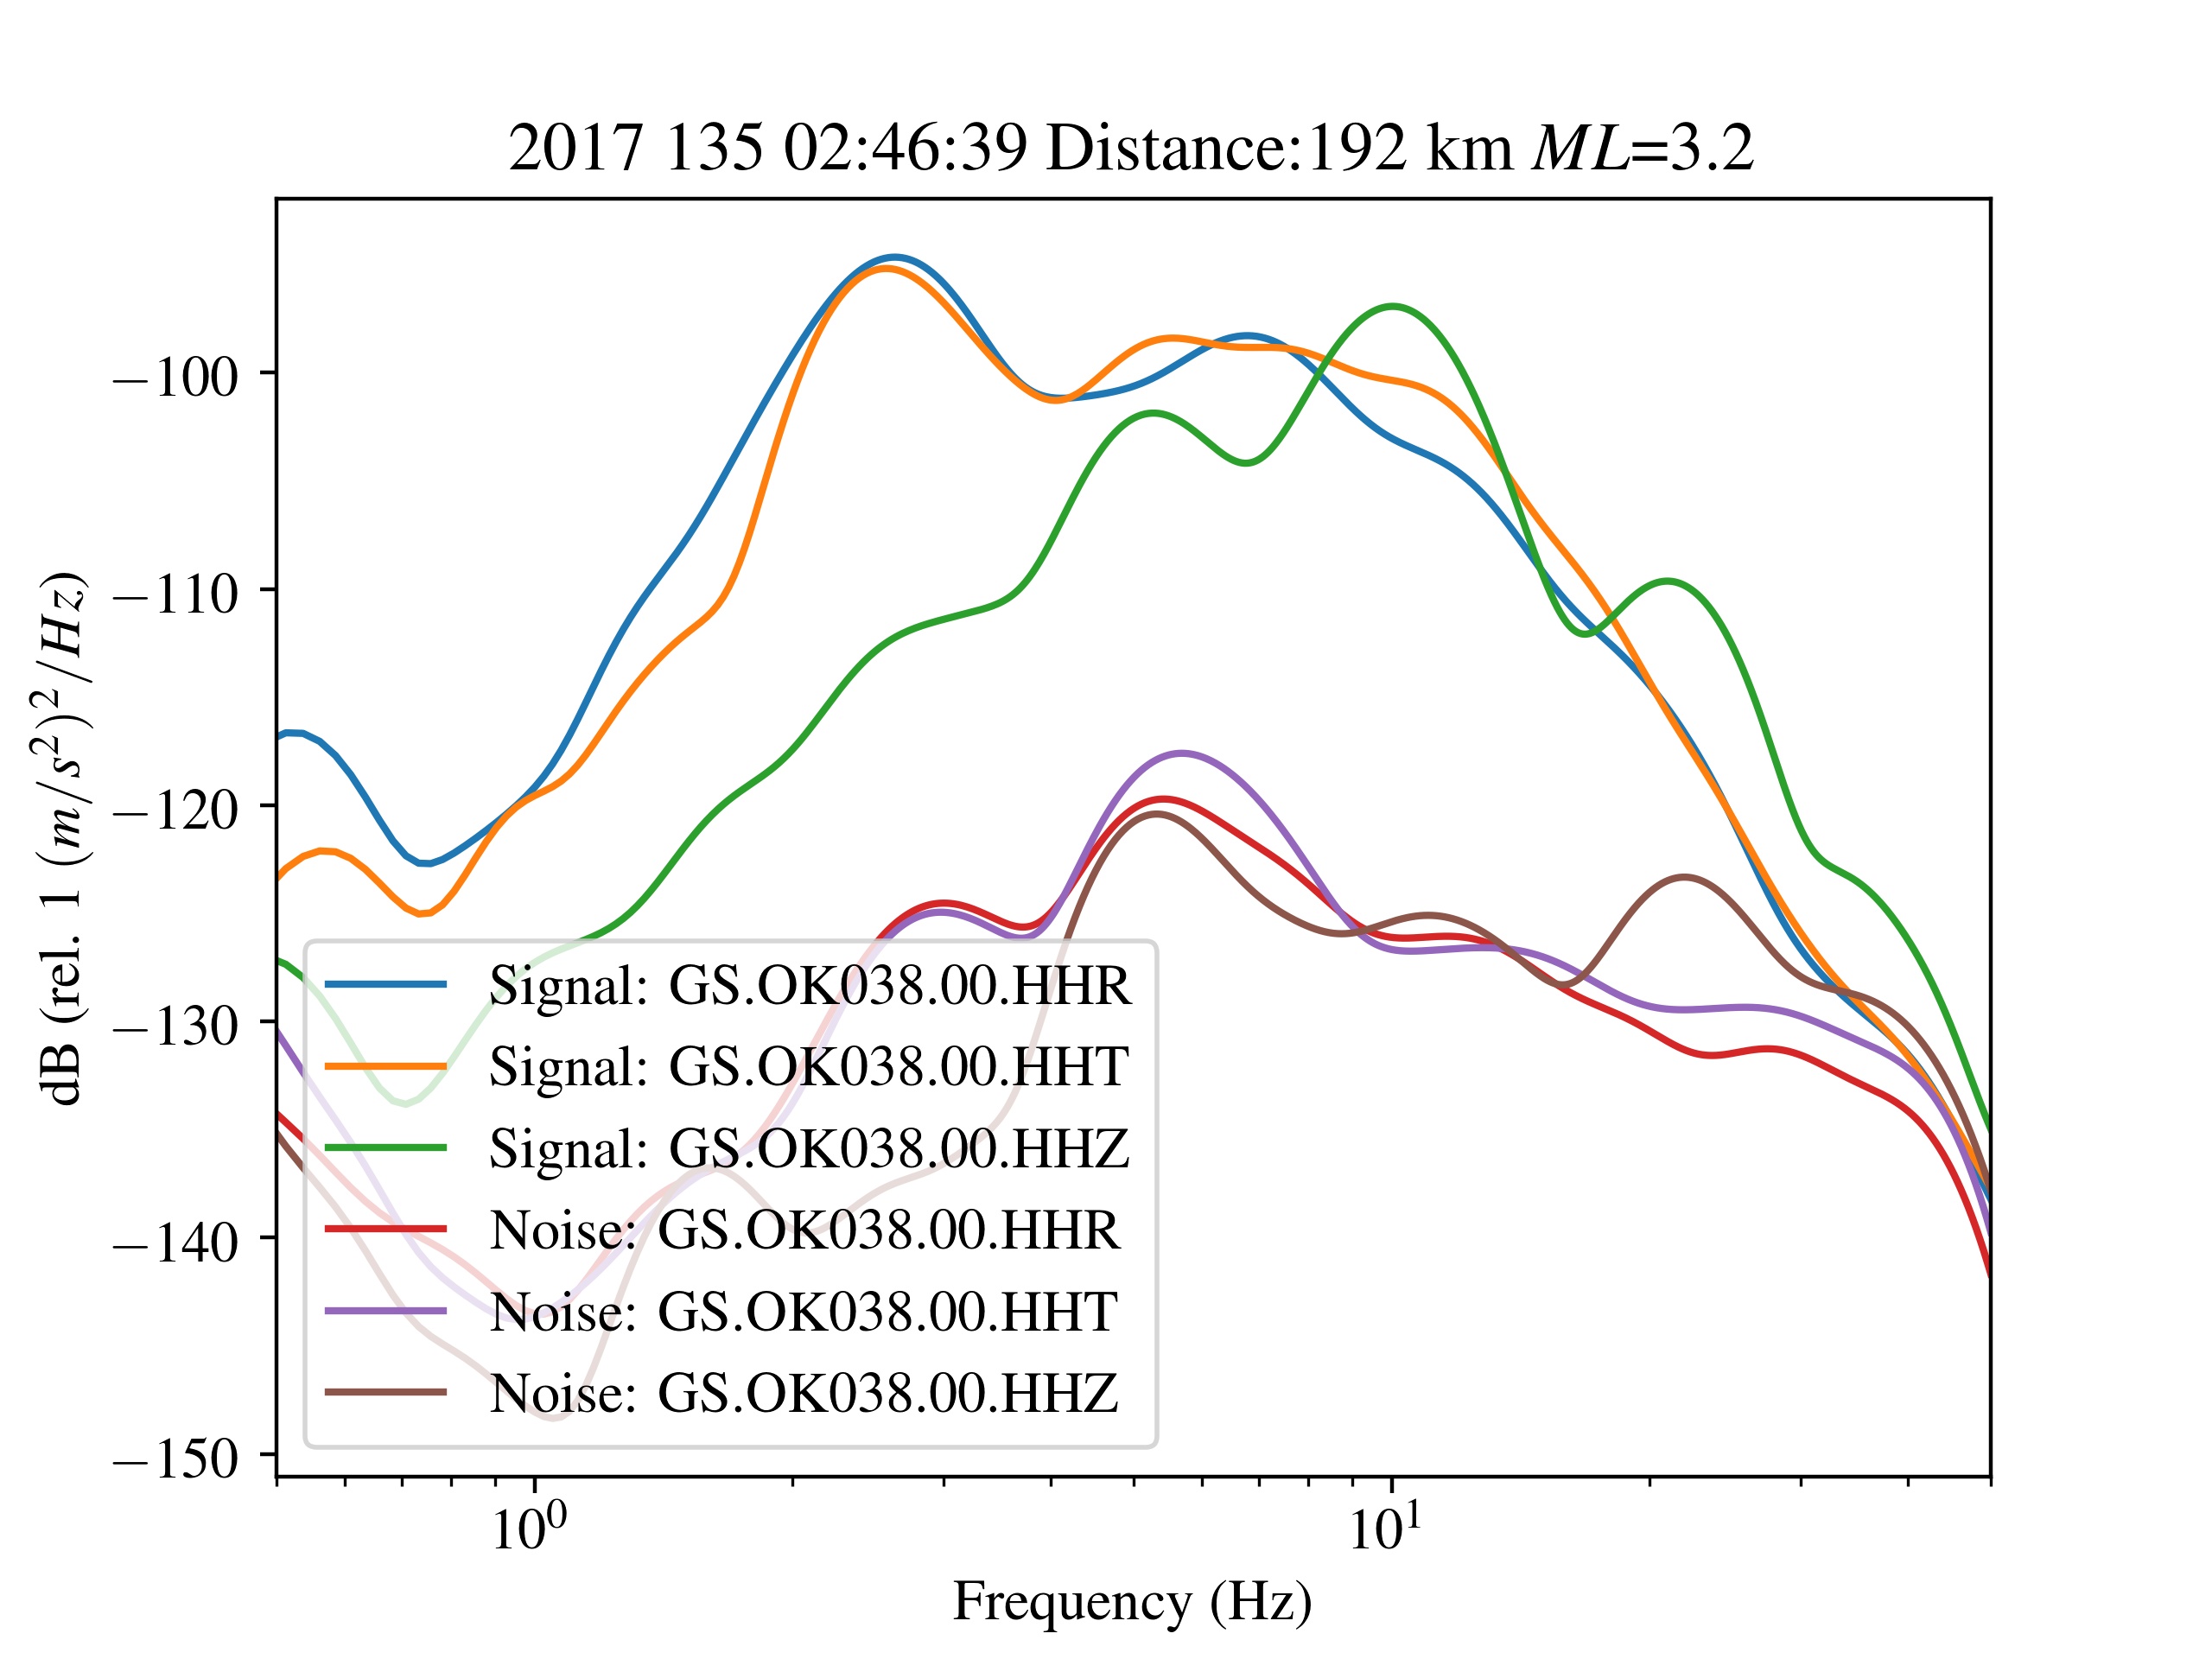 2017 135 02:46:39 Distance:192 km ML=3.2
dB (rel. 1 (m/s²)²/Hz)
−100
−110
−120
−130
−140
−150
Signal: GS.OK038.00.HHR
Signal: GS.OK038.00.HHT
Signal: GS.OK038.00.HHZ
Noise: GS.OK038.00.HHR
Noise: GS.OK038.00.HHT
Noise: GS.OK038.00.HHZ
10⁰ 10¹
Frequency (Hz)